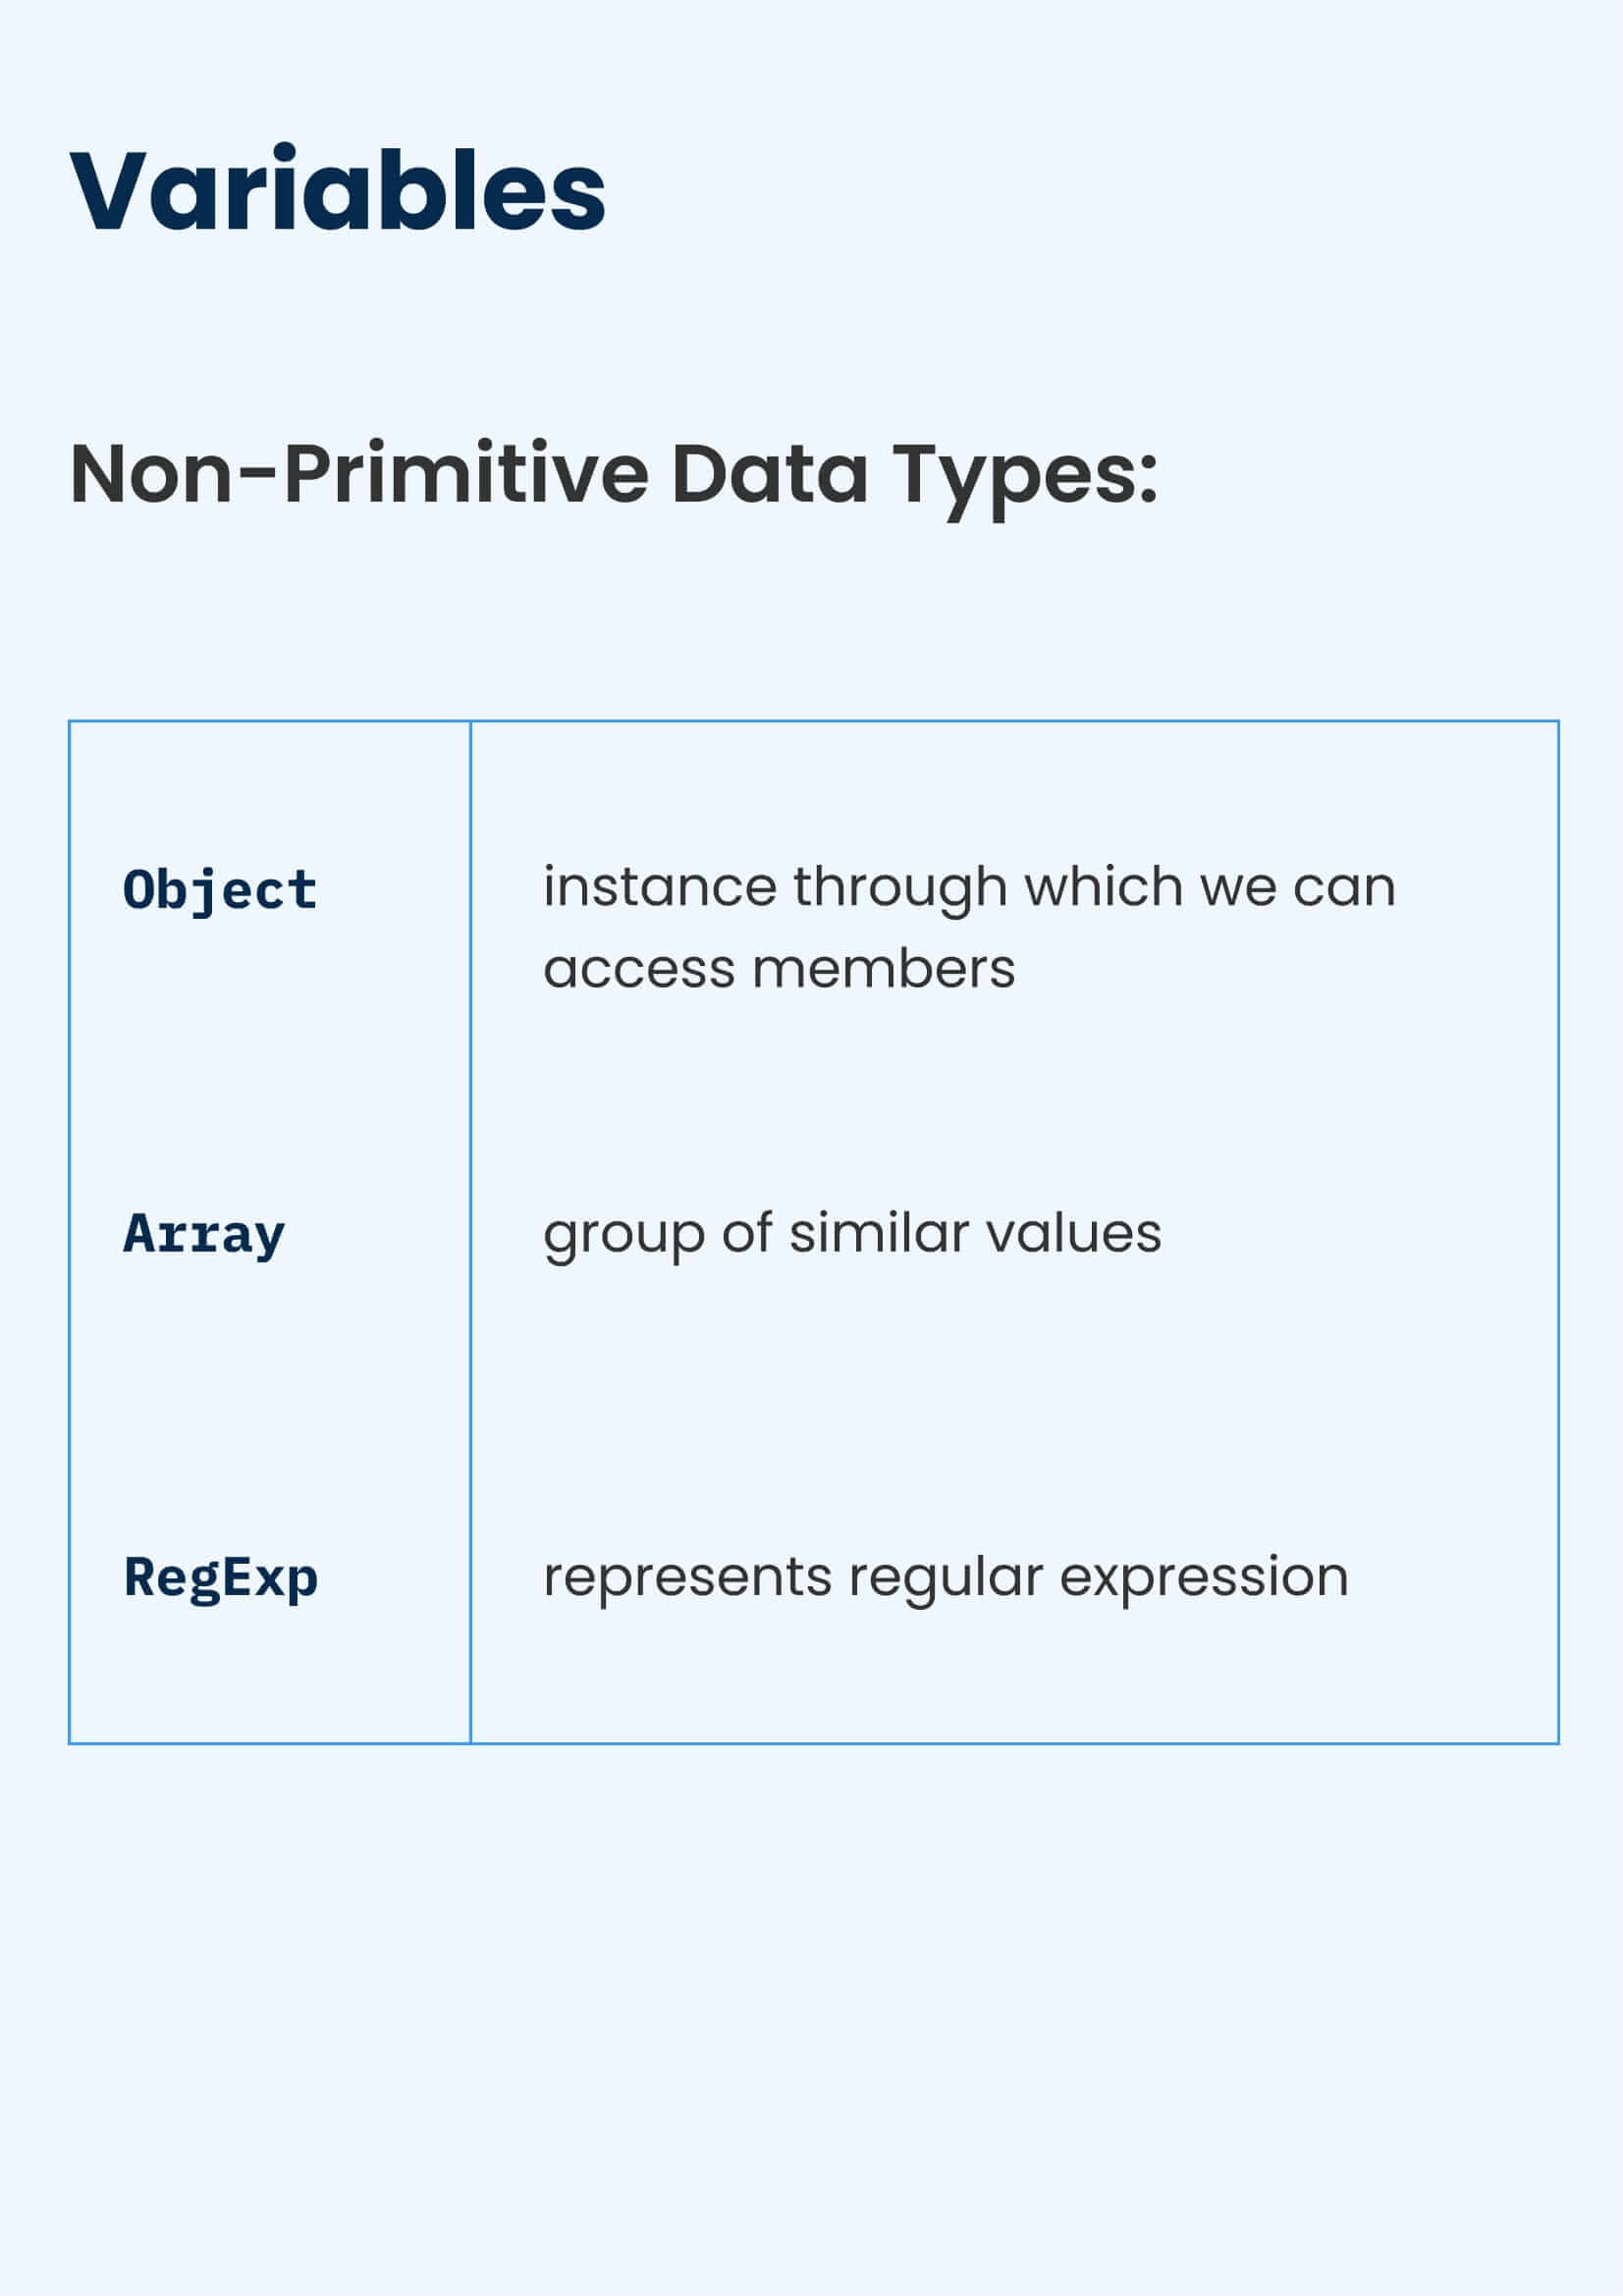 Variables
Non-Primitive Data Types:
Object
instance through which we can
access members
Array
group of similar values
RegExp
represents regular expression